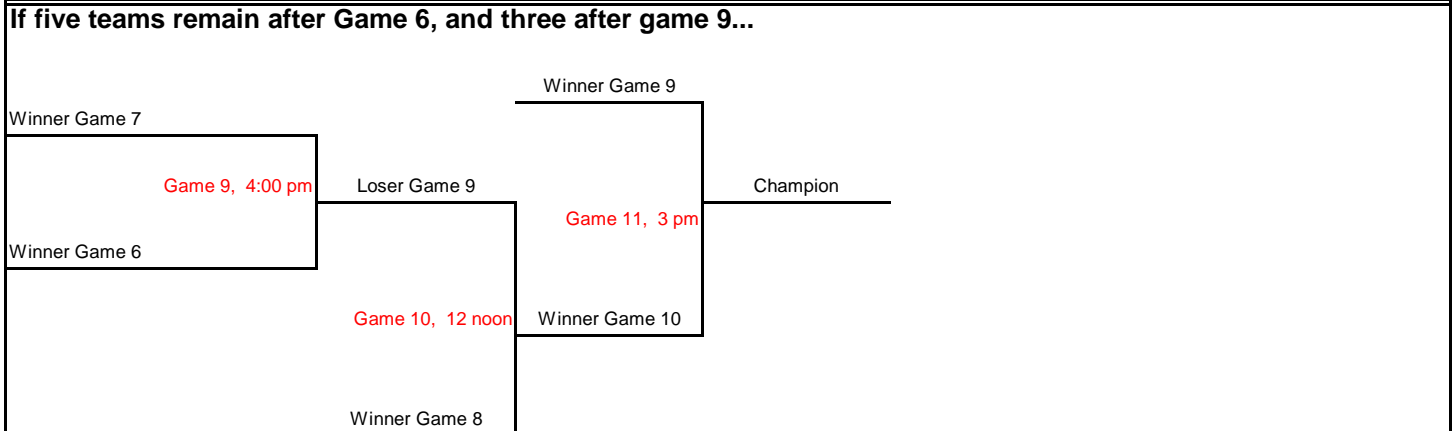 If five teams remain after Game 6, and three after game 9...
Winner Game 9
Winner Game 7
Game 9, 4:00 pm
Loser Game 9
Champion
Game 11, 3 pm
Winner Game 6
Game 10, 12 noon
Winner Game 10
Winner Game 8